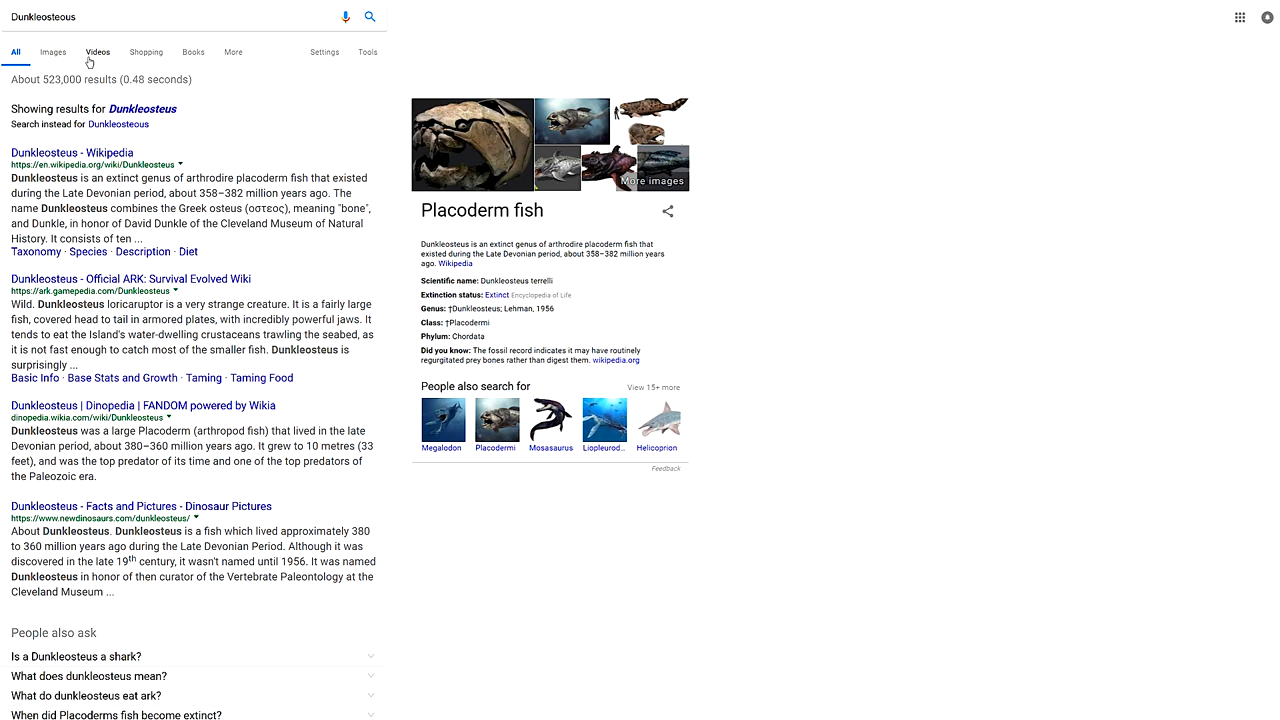 Dunkleosteous
All Images Videos Shopping Books More Settings Tools
About 523,000 results (0.48 seconds)
Showing results for Dunkleosteus
Search instead for Dunkleosteous
Dunkleosteus - Wikipedia
https://en.wikipedia.org/wiki/Dunkleosteus
Dunkleosteus is an extinct genus of arthrodire placoderm fish that existed
during the Late Devonian period, about 358–382 million years ago. The
name Dunkleosteus combines the Greek osteus (οστεος), meaning "bone",
and Dunkle, in honor of David Dunkle of the Cleveland Museum of Natural
History. It consists of ten ...
Taxonomy · Species · Description · Diet
Dunkleosteus - Official ARK: Survival Evolved Wiki
https://ark.gamepedia.com/Dunkleosteus
Wild. Dunkleosteus loricaruptor is a very strange creature. It is a fairly large
fish, covered head to tail in armored plates, with incredibly powerful jaws. It
tends to eat the Island's water-dwelling crustaceans trawling the seabed, as
it is not fast enough to catch most of the smaller fish. Dunkleosteus is
surprisingly ...
Basic Info · Base Stats and Growth · Taming · Taming Food
Dunkleosteus | Dinopedia | FANDOM powered by Wikia
dinopedia.wikia.com/wiki/Dunkleosteus
Dunkleosteus was a large Placoderm (arthropod fish) that lived in the late
Devonian period, about 380–360 million years ago. It grew to 10 metres (33
feet), and was the top predator of its time and one of the top predators of
the Paleozoic era.
Dunkleosteus - Facts and Pictures - Dinosaur Pictures
https://www.newdinosaurs.com/dunkleosteus/
About Dunkleosteus. Dunkleosteus is a fish which lived approximately 380
to 360 million years ago during the Late Devonian Period. Although it was
discovered in the late 19th century, it wasn't named until 1956. It was named
Dunkleosteus in honor of then curator of the Vertebrate Paleontology at the
Cleveland Museum ...
People also ask
Is a Dunkleosteus a shark?
What does dunkleosteus mean?
What do dunkleosteus eat ark?
When did Placoderms fish become extinct?
More images
Placoderm fish
Dunkleosteus is an extinct genus of arthrodire placoderm fish that
existed during the Late Devonian period, about 358–382 million years
ago. Wikipedia
Scientific name: Dunkleosteus terrelli
Extinction status: Extinct Encyclopedia of Life
Genus: †Dunkleosteus; Lehman, 1956
Class: †Placodermi
Phylum: Chordata
Did you know: The fossil record indicates it may have routinely
regurgitated prey bones rather than digest them. wikipedia.org
People also search for View 15+ more
Megalodon Placodermi Mosasaurus Liopleurod... Helicoprion
Feedback